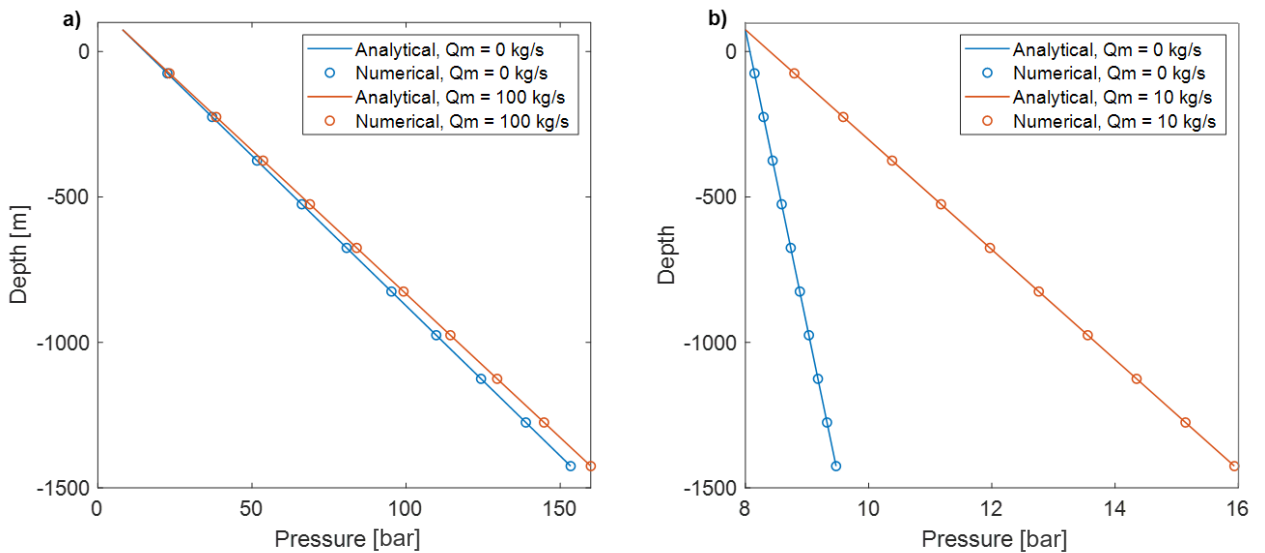 a)
0
-500
-1000
-1500
Depth [m]
Analytical, Qm = 0 kg/s
Numerical, Qm = 0 kg/s
Analytical, Qm = 100 kg/s
Numerical, Qm = 100 kg/s
0 50 100 150
Pressure [bar]
b)
0
-500
-1000
-1500
Depth
Analytical, Qm = 0 kg/s
Numerical, Qm = 0 kg/s
Analytical, Qm = 10 kg/s
Numerical, Qm = 10 kg/s
8 10 12 14 16
Pressure [bar]